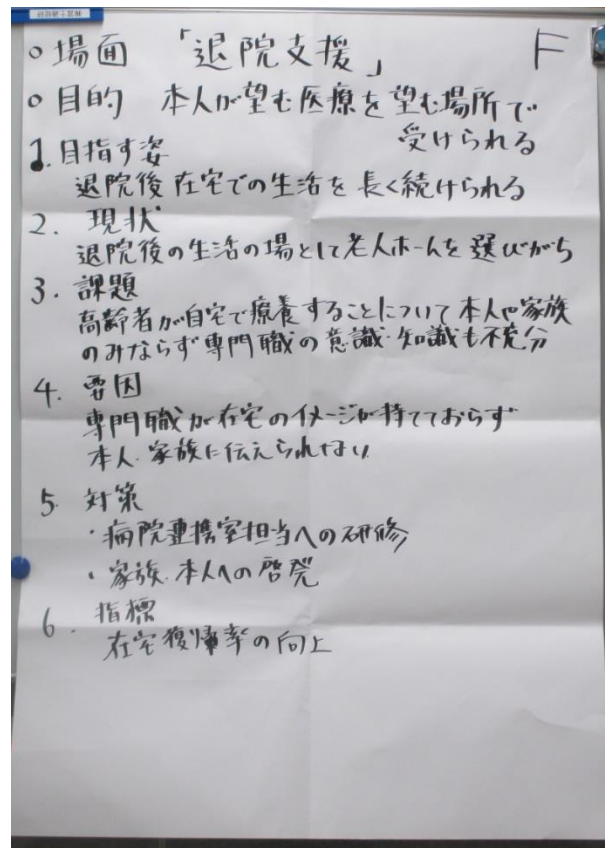 ○場面 「退院支援」 F
○目的 本人が望む医療を望む場所で
受けられる
1.目指す姿
退院後在宅での生活を長く続けられる
2. 現状
退院後の生活の場として老人ホームを選びがち
3. 課題
高齢者が自宅で療養することについて本人や家族
のみならず専門職の意識・知識も不充分
4. 要因
専門職が在宅のイメージが持てておらず
本人・家族に伝えられない
5. 対策
・病院連携室担当への研修
・家族・本人への啓発
6. 指標
在宅復帰率の向上